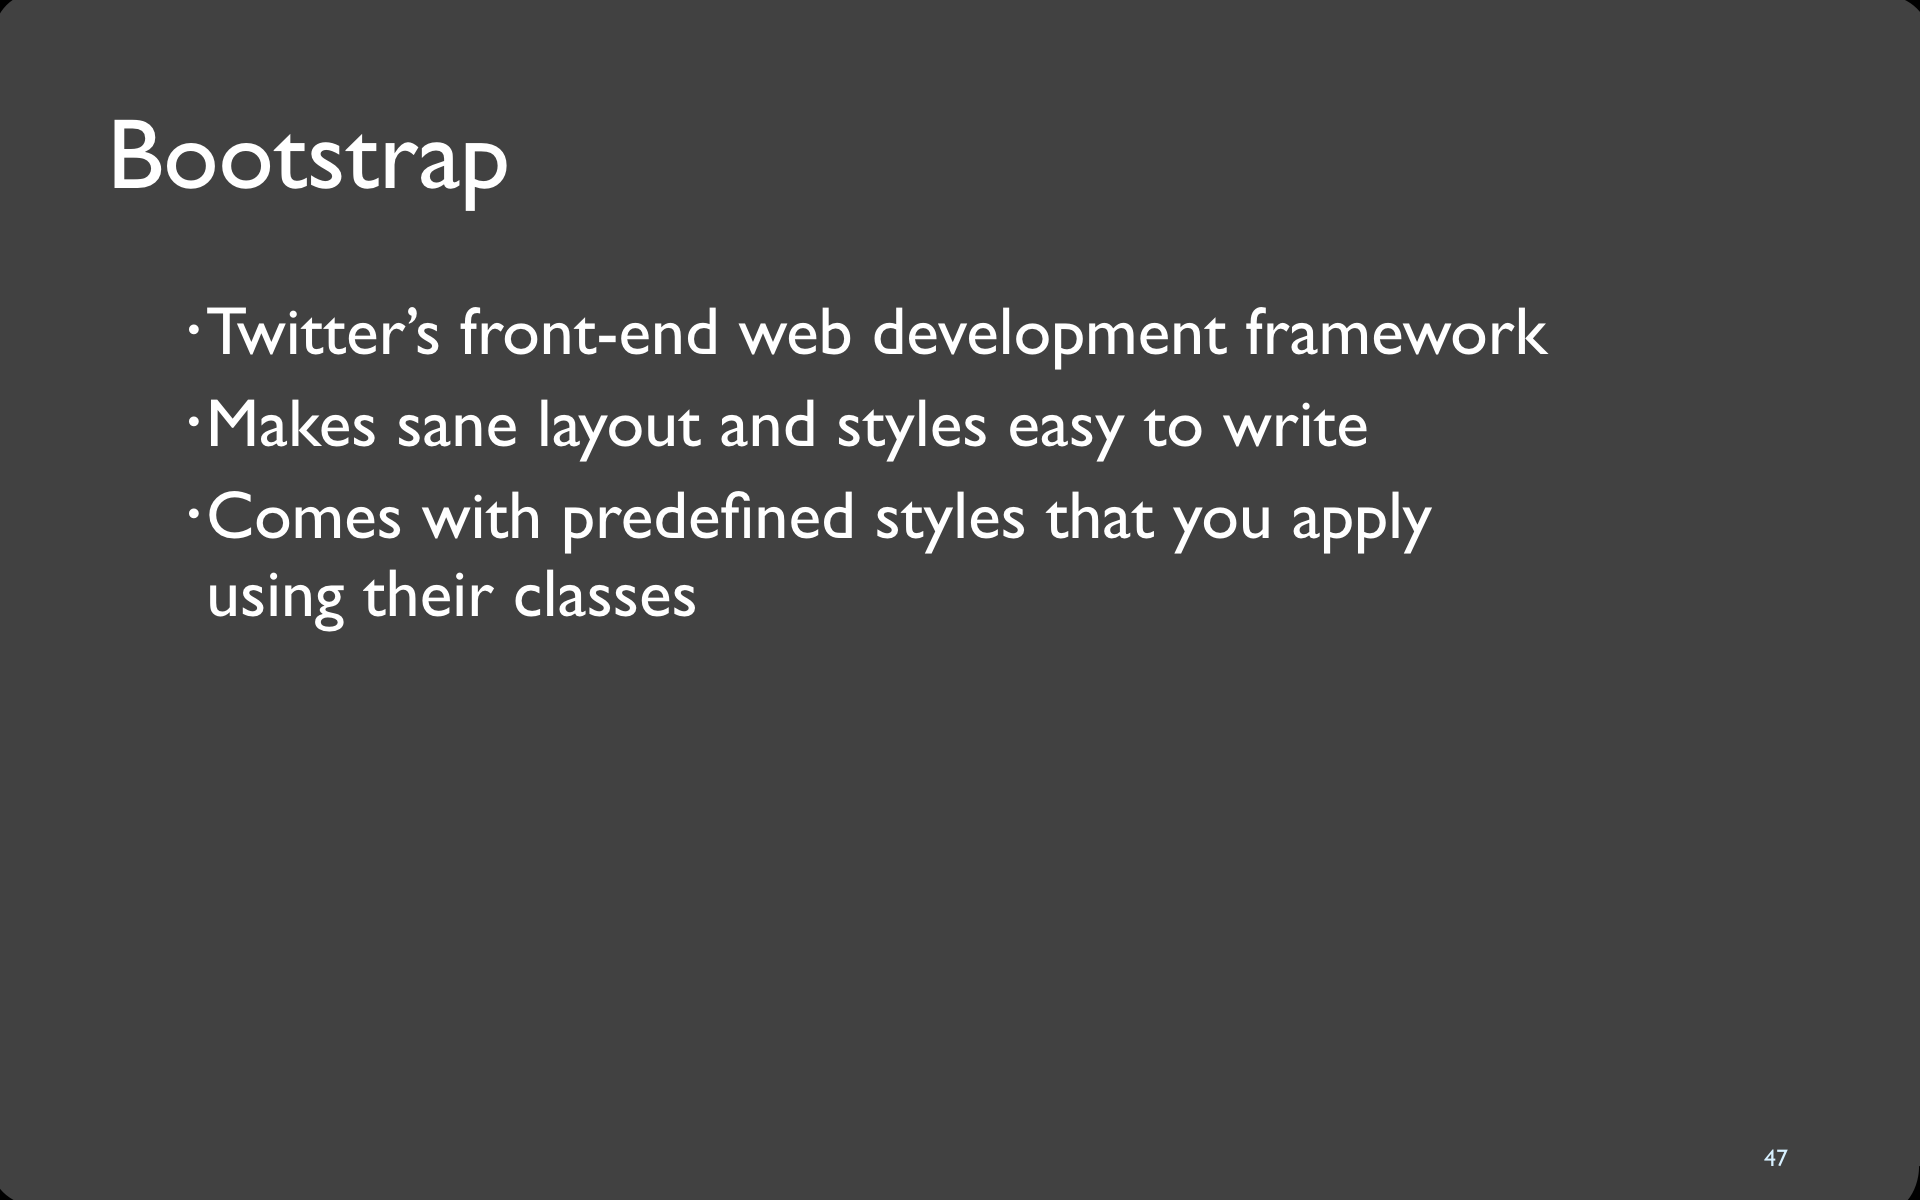 Bootstrap
·Twitter’s front-end web development framework
·Makes sane layout and styles easy to write
·Comes with predefined styles that you apply
using their classes
47